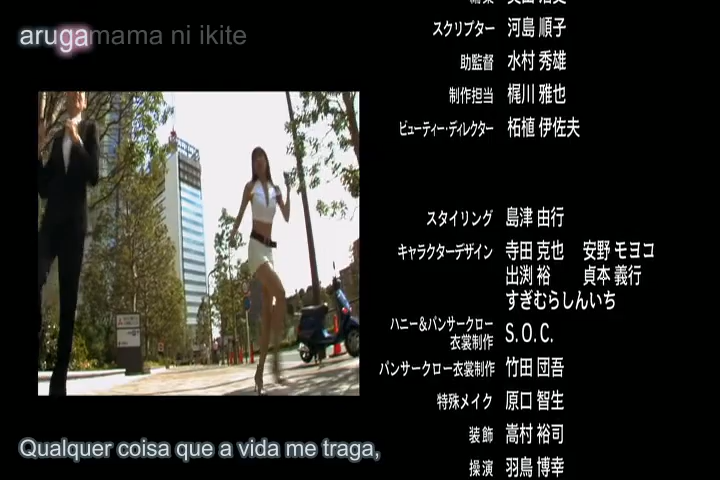 arugamama ni ikite
スクリプター 河島 順子
助監督 水村 秀雄
制作担当 梶川 雅也
ビューティー・ディレクター 柘植 伊佐夫
スタイリング 島津 由行
キャラクターデザイン 寺田 克也 安野 モヨコ
出渕 裕 貞本 義行
すぎむらしんいち
ハニー&パンサークロー
衣裳制作 S.O.C.
パンサークロー衣裳制作 竹田 団吾
特殊メイク 原口 智生
装飾 嵩村 裕司
操演 羽鳥 博幸
Qualquer coisa que a vida me traga,